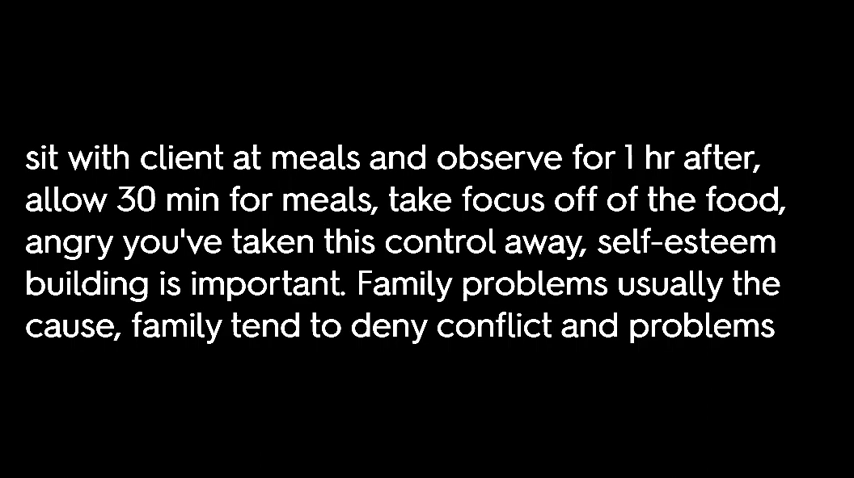 sit with client at meals and observe for 1 hr after,
allow 30 min for meals, take focus off of the food,
angry you've taken this control away, self-esteem
building is important. Family problems usually the
cause, family tend to deny conflict and problems